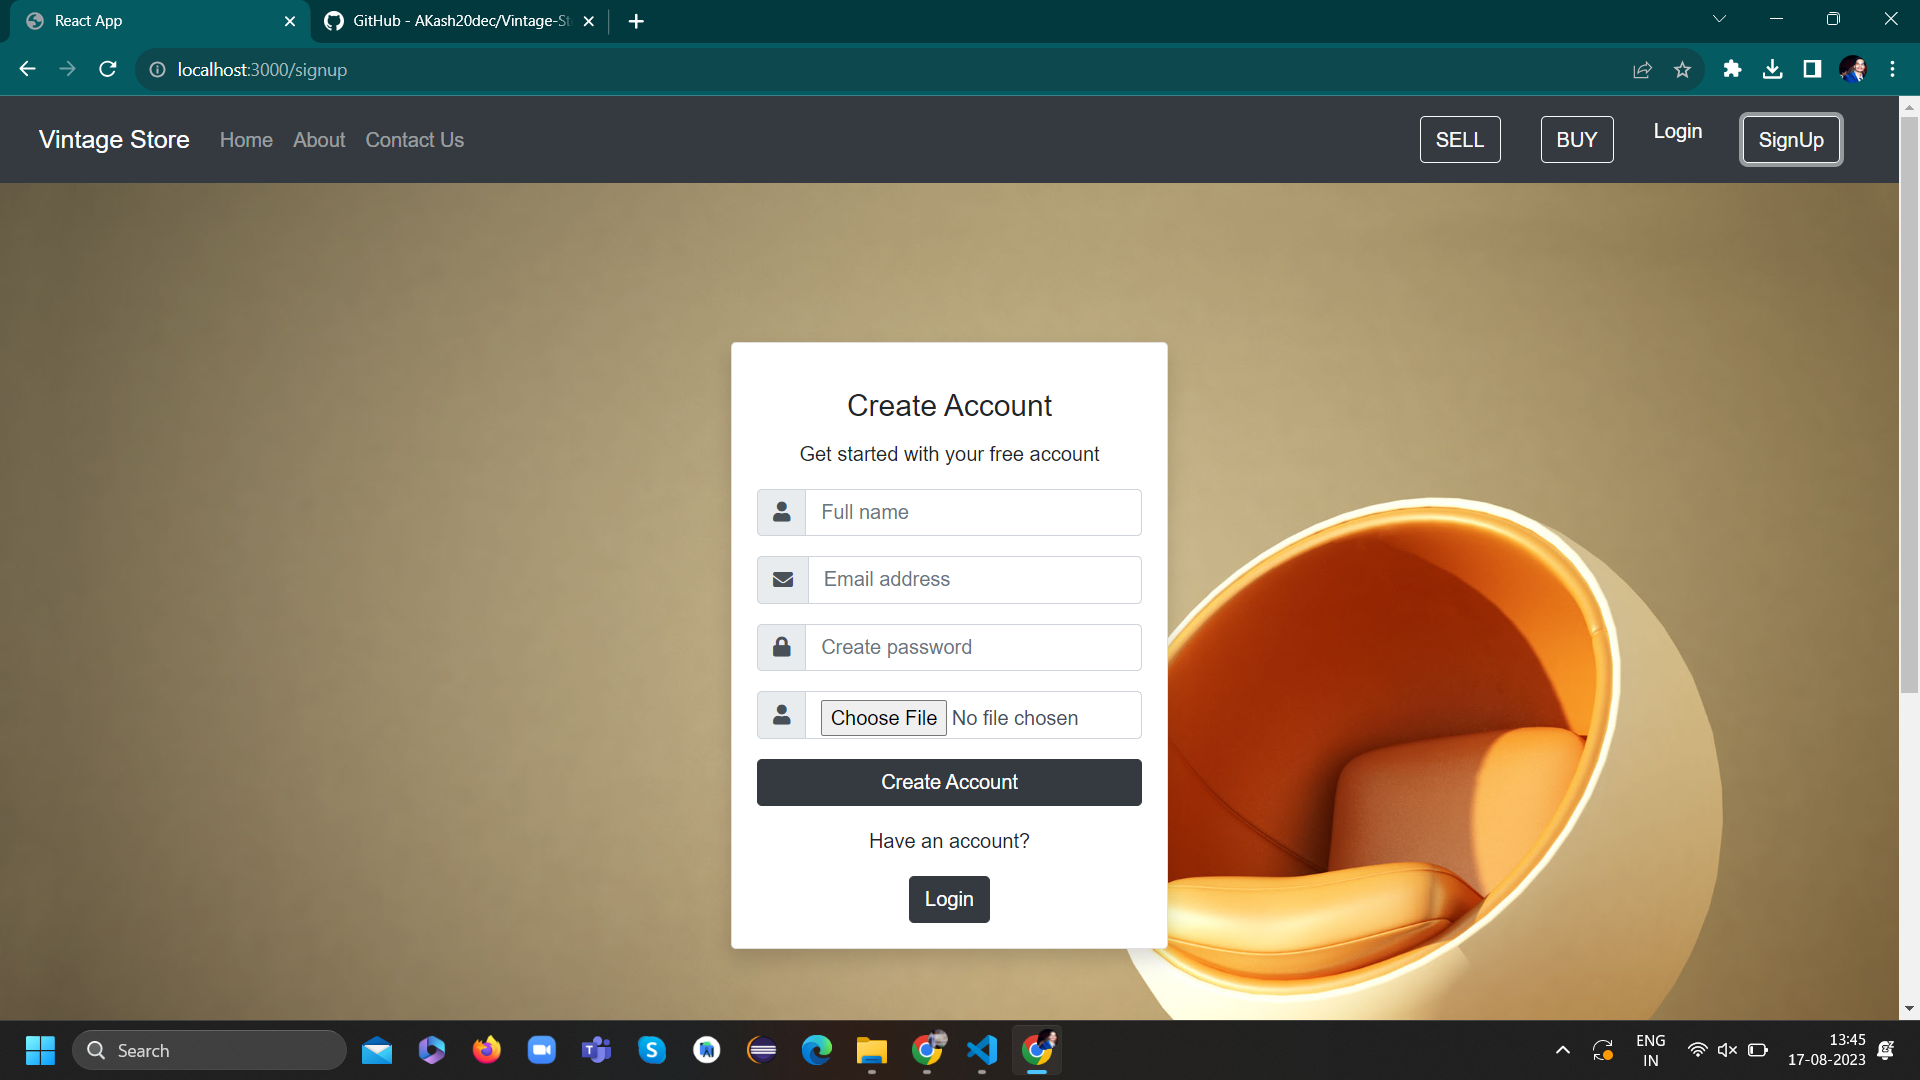 React App
GitHub - AKash20dec/Vintage-St
localhost:3000/signup
Vintage Store Home About Contact Us SELL BUY Login SignUp
Create Account
Get started with your free account
Full name
Email address
Create password
Choose File No file chosen
Create Account
Have an account?
Login
Search
ENG
IN
13:45
17-08-2023